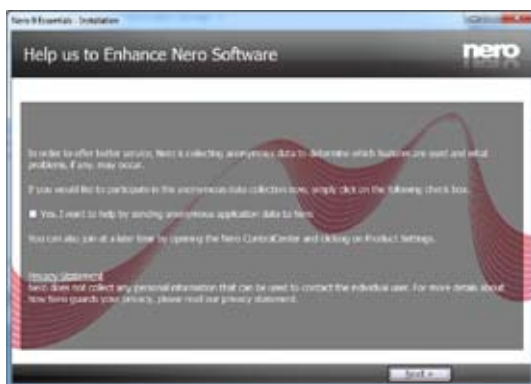 Nero 9 Essentials - Installation
Help us to Enhance Nero Software
nero
In order to offer better service, Nero is collecting anonymous data to determine which features are used and what
problems, if any, may occur.
If you would like to participate in this anonymous data collection now, simply click on the following check box.
Yes, I want to help by sending anonymous application data to Nero
You can also join at a later time by opening the Nero ControlCenter and clicking on Product Settings.
Privacy Statement
Nero does not collect any personal information that can be used to contact the individual user. For more details about
how Nero guards your privacy, please read our privacy statement.
Next >